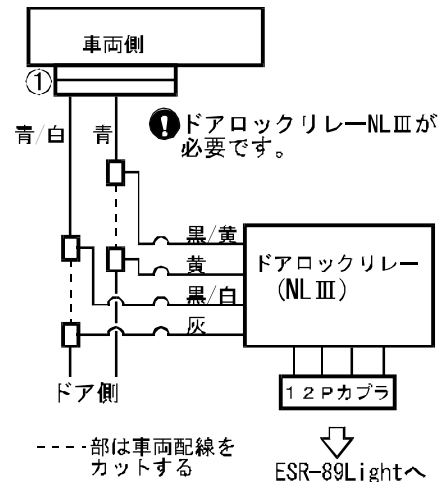 車両側
①
青/白
青
!ドアロックリレーNLⅢが
必要です。
黒/黄
黄
黒/白
灰
ドアロックリレー
(NLⅢ)
12Pカプラ
ドア側
----部は車両配線を
カットする
ESR-89Lightへ